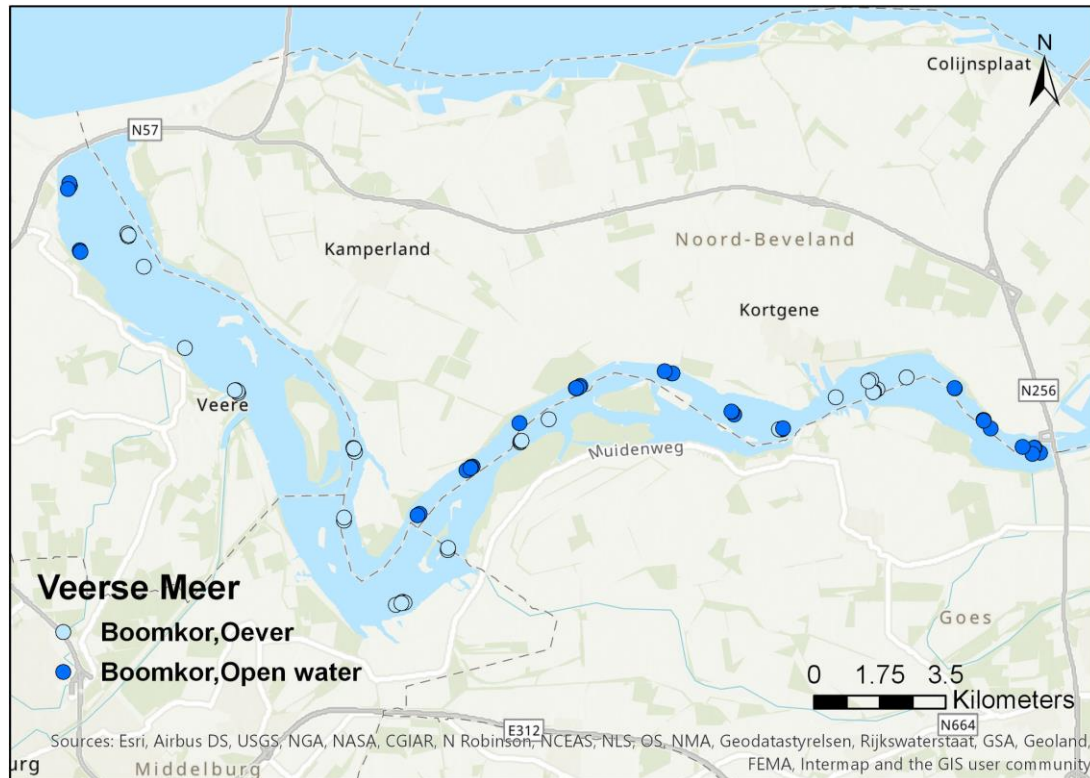 N
Colijnsplaat
N57
Kamperland
Noord-Beveland
Kortgene
N256
Veere
Muidenweg
Veerse Meer
Boomkor,Oever
Boomkor,Open water
Goes
0 1.75 3.5
Kilometers
N664
E312
Sources: Esri, Airbus DS, USGS, NGA, NASA, CGIAR, N Robinson, NCEAS, NLS, OS, NMA, Geodatastyrelsen, Rijkswaterstaat, GSA, Geoland,
FEMA, Intermap and the GIS user community
urg
Middelburg